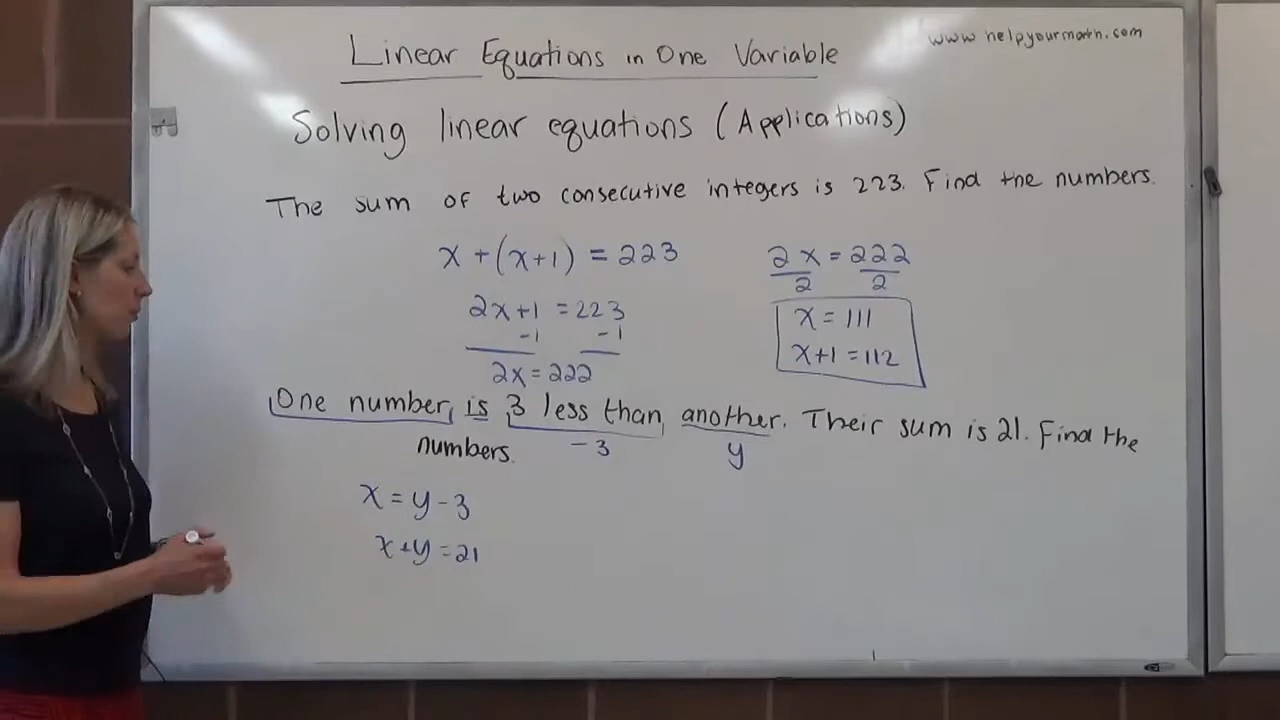 www.helpyourmath.com
Linear Equations in One Variable
Solving linear equations (Applications)
The sum of two consecutive integers is 223. Find the numbers.
x + (x+1) = 223
2x+1 = 223
-1 -1
2x = 222
2x = 222
2 2
x = 111
x+1 = 112
One number is 3 less than another. Their sum is 21. Find the
numbers.
-3 y
x = y - 3
x+y = 21